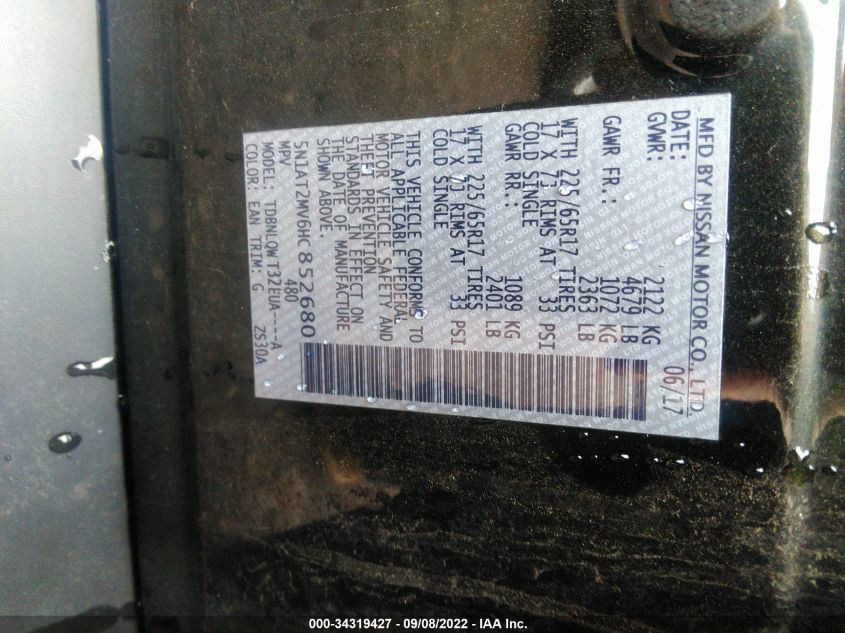 MFD BY NISSAN MOTOR CO., LTD.
DATE: 06/17
GVWR: 2122 KG
4679 LB
GAWR FR.: 1072 KG
2363 LB
WITH 225/65R17 TIRES
17 X 7J RIMS AT 33 PSI
COLD SINGLE
GAWR RR.: 1089 KG
2401 LB
WITH 225/65R17 TIRES
17 X 7J RIMS AT 33 PSI
COLD SINGLE
THIS VEHICLE CONFORMS TO
ALL APPLICABLE FEDERAL
MOTOR VEHICLE SAFETY AND
THEFT PREVENTION
STANDARDS IN EFFECT ON
THE DATE OF MANUFACTURE
SHOWN ABOVE.
5N1AT2MV6HC852680
MPV 480
MODEL: TDBNLQWT32EUA----A
COLOR: EAN TRIM: G ZS30A
000-34319427 - 09/08/2022 - IAA Inc.